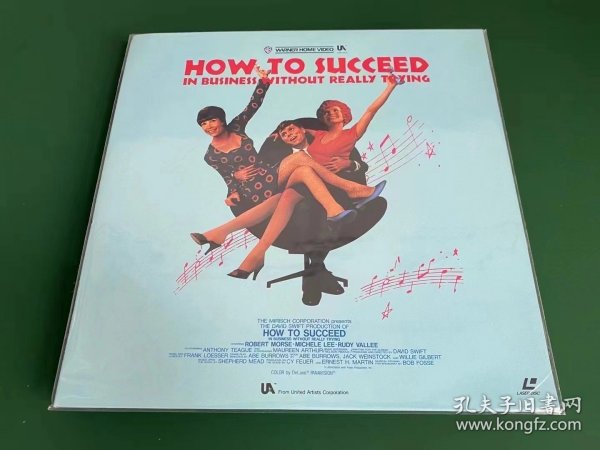 WARNER HOME VIDEO UA
HOW TO SUCCEED
IN BUSINESS WITHOUT REALLY TRYING
THE MIRISCH CORPORATION presents
THE DAVID SWIFT PRODUCTION OF
HOW TO SUCCEED
IN BUSINESS WITHOUT REALLY TRYING
ROBERT MORSE · MICHELE LEE · RUDY VALLEE
ANTHONY TEAGUE MAUREEN ARTHUR DAVID SWIFT
FRANK LOESSER ABE BURROWS ABE BURROWS, JACK WEINSTOCK AND WILLIE GILBERT
SHEPHERD MEAD CY FEUER AND ERNEST H. MARTIN BOB FOSSE
COLOR by DeLuxe PANAVISION
UA From United Artists Corporation
LASER DISC
孔夫子旧书网
www.kongfz.com